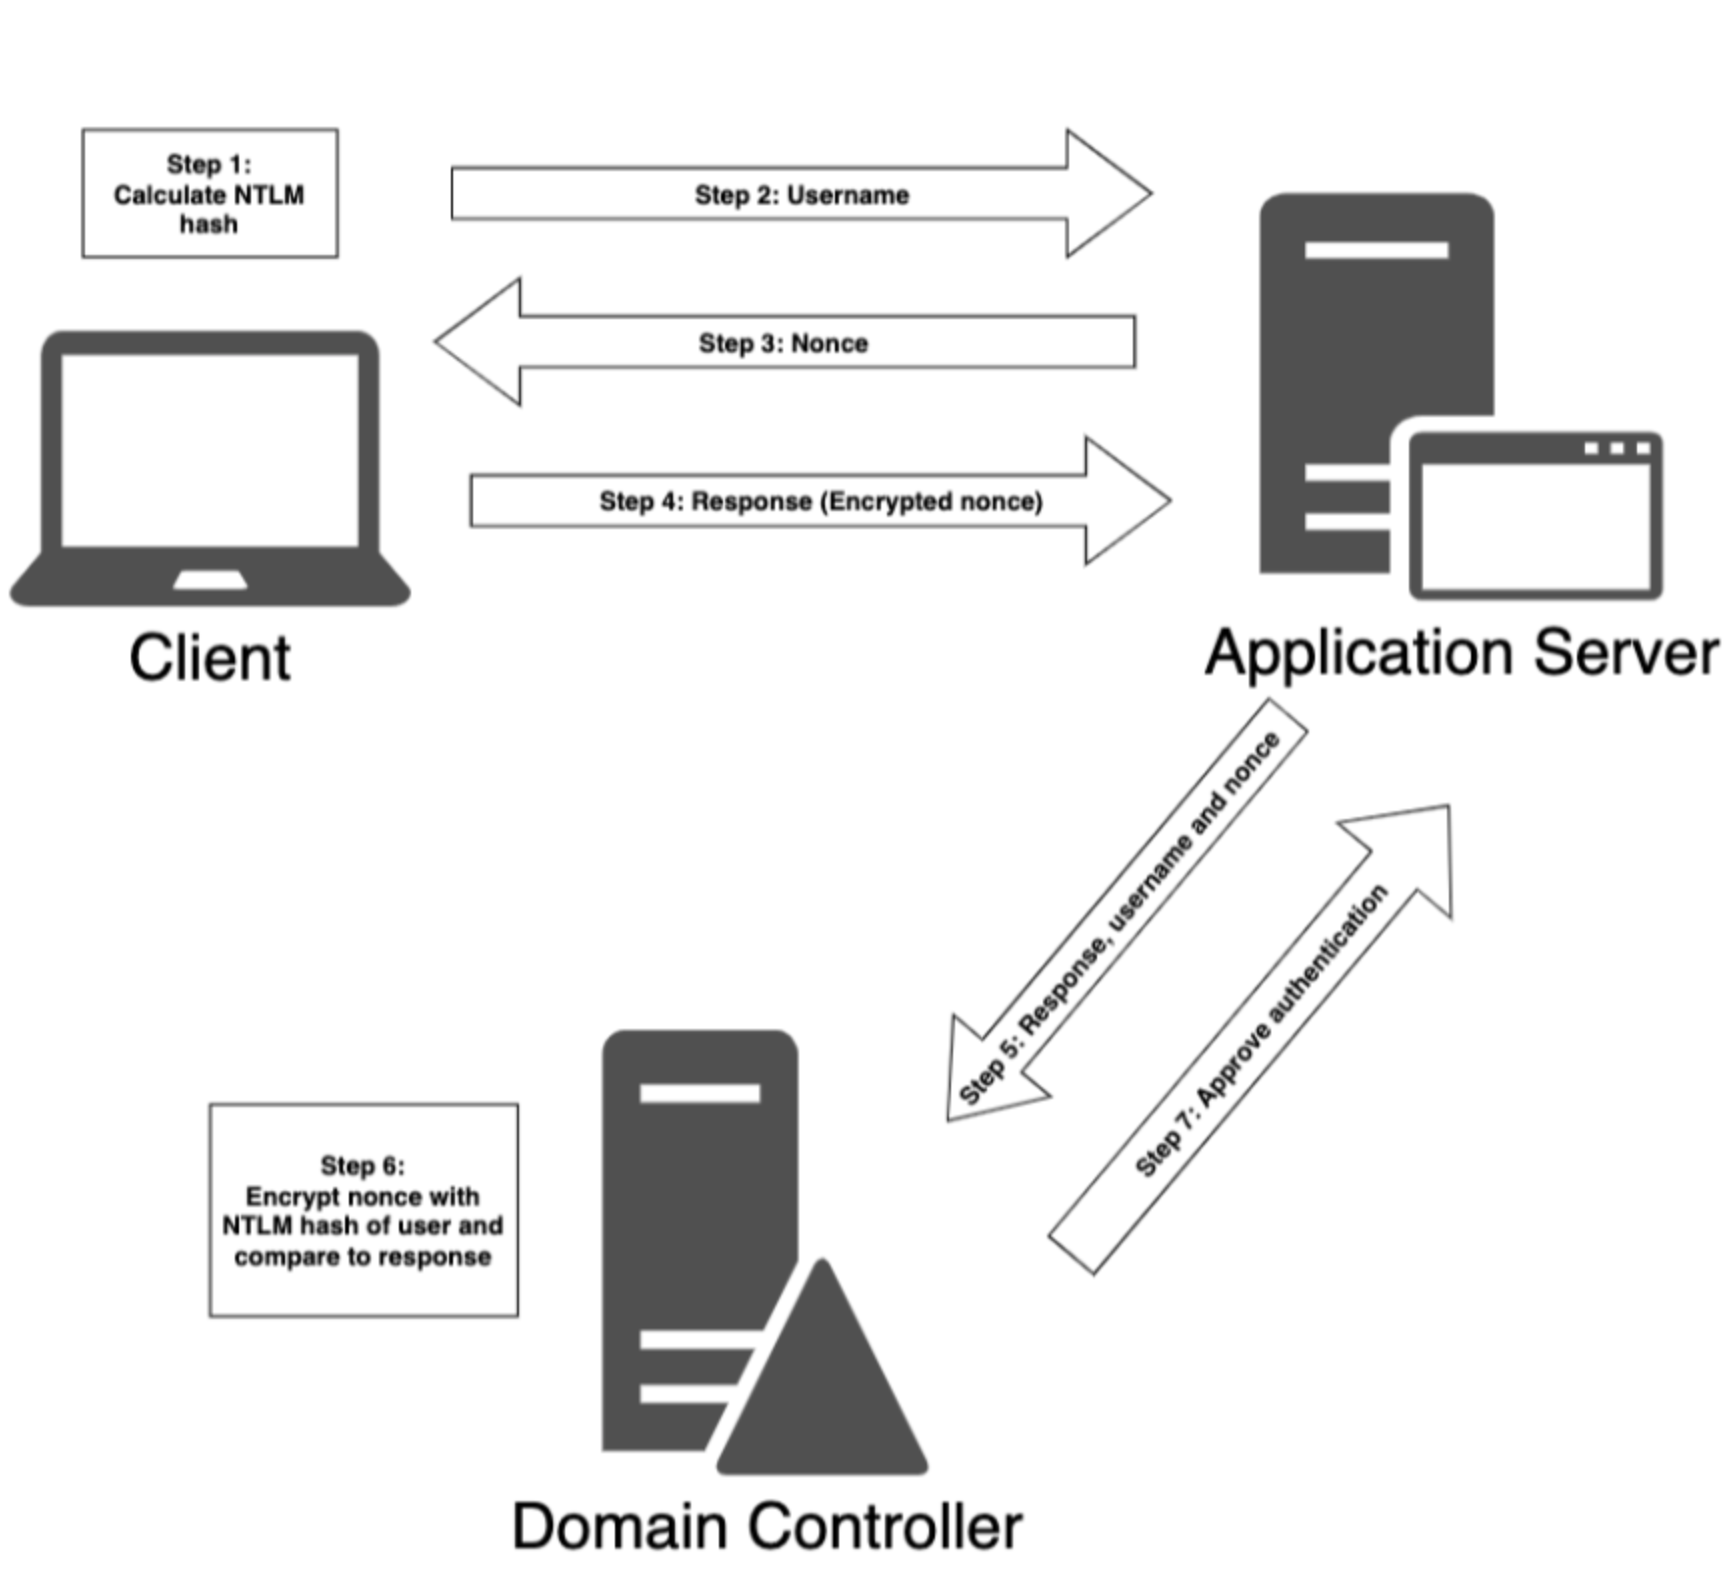 Step 1:
Calculate NTLM
hash
Step 2: Username
Step 3: Nonce
Step 4: Response (Encrypted nonce)
Client
Application Server
Step 5: Response, username and nonce
Step 7: Approve authentication
Step 6:
Encrypt nonce with
NTLM hash of user and
compare to response
Domain Controller